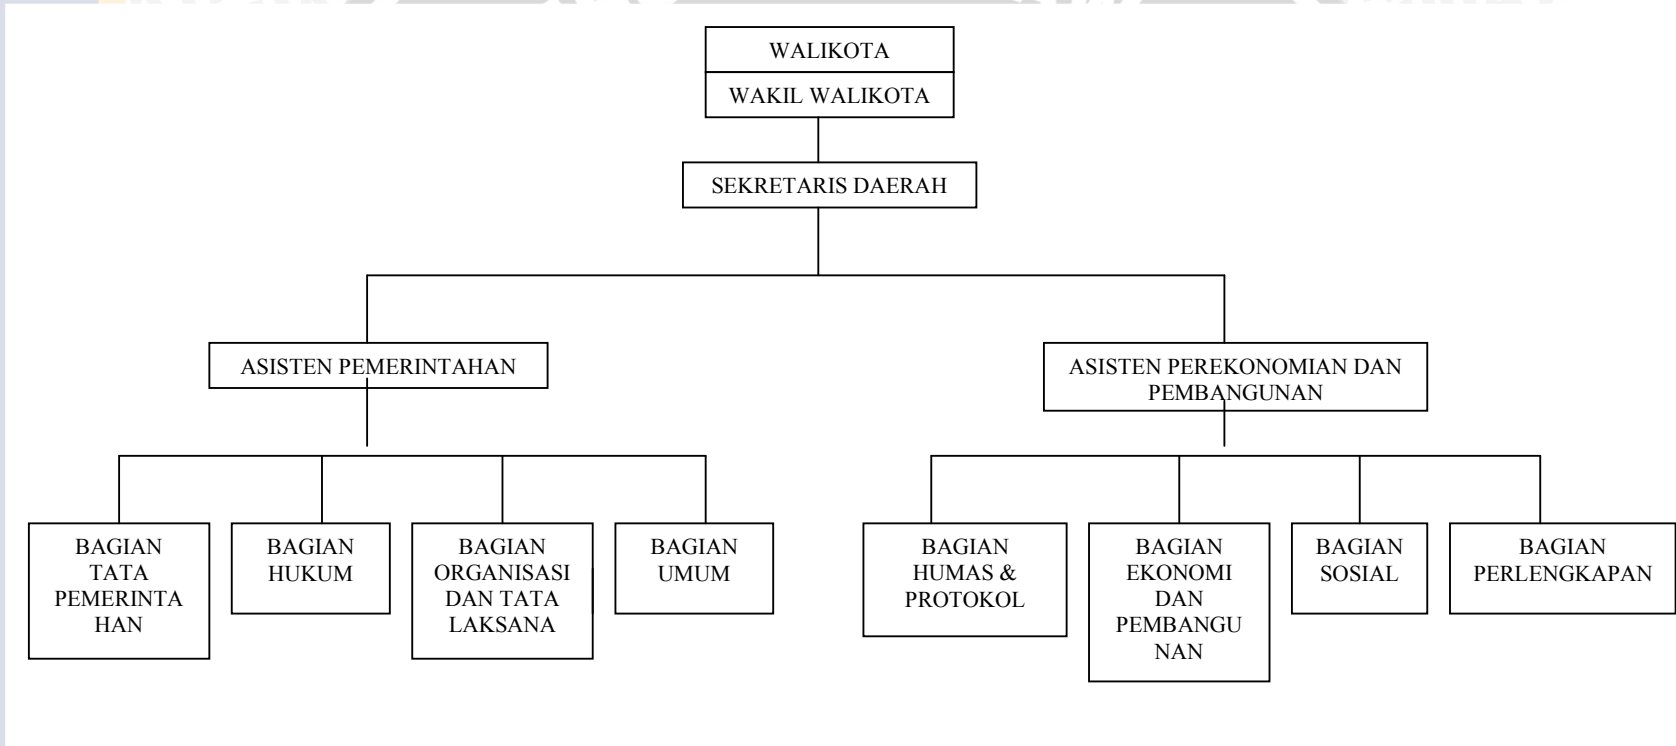 WALIKOTA
WAKIL WALIKOTA
SEKRETARIS DAERAH
ASISTEN PEMERINTAHAN
ASISTEN PEREKONOMIAN DAN
PEMBANGUNAN
BAGIAN
TATA
PEMERINTA
HAN
BAGIAN
HUKUM
BAGIAN
ORGANISASI
DAN TATA
LAKSANA
BAGIAN
UMUM
BAGIAN
HUMAS &
PROTOKOL
BAGIAN
EKONOMI
DAN
PEMBANGU
NAN
BAGIAN
SOSIAL
BAGIAN
PERLENGKAPAN